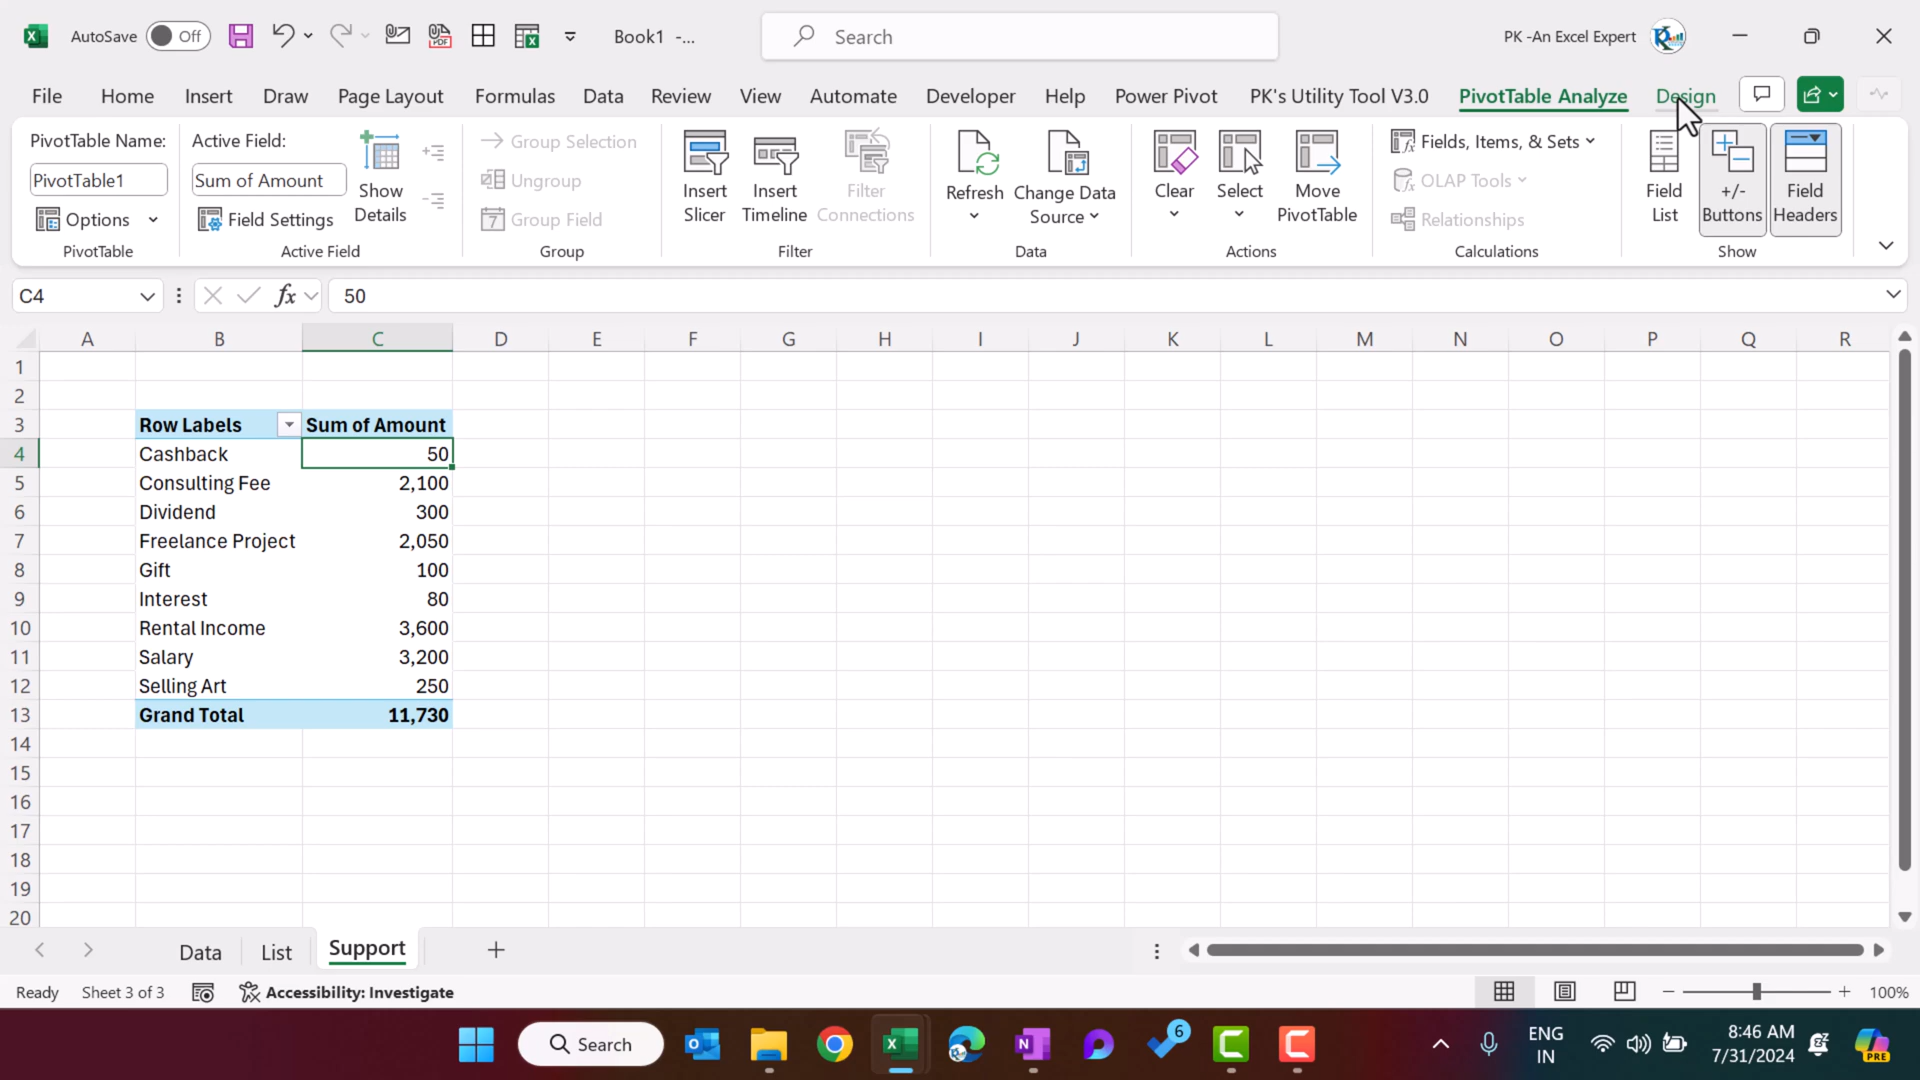 AutoSave Off Book1 -... Search PK -An Excel Expert
File Home Insert Draw Page Layout Formulas Data Review View Automate Developer Help Power Pivot PK's Utility Tool V3.0 PivotTable Analyze Design
PivotTable Name:
PivotTable1
Options
PivotTable
Active Field:
Sum of Amount
Field Settings
Show
Details
Active Field
Group Selection
Ungroup
7 Group Field
Group
Insert
Slicer
Insert
Timeline
Filter
Connections
Filter
Refresh
Change Data
Source
Data
Clear
Select
Move
PivotTable
Actions
Fields, Items, & Sets
OLAP Tools
Relationships
Calculations
Field
List
+/-
Buttons
Field
Headers
Show
C4 fx 50
A B C D E F G H I J K L M N O P Q R
1
2
3 Row Labels Sum of Amount
4 Cashback 50
5 Consulting Fee 2,100
6 Dividend 300
7 Freelance Project 2,050
8 Gift 100
9 Interest 80
10 Rental Income 3,600
11 Salary 3,200
12 Selling Art 250
13 Grand Total 11,730
14
15
16
17
18
19
20
Data List Support
Ready Sheet 3 of 3 Accessibility: Investigate 100%
Search 6 ENG 8:46 AM
IN 7/31/2024 PRE